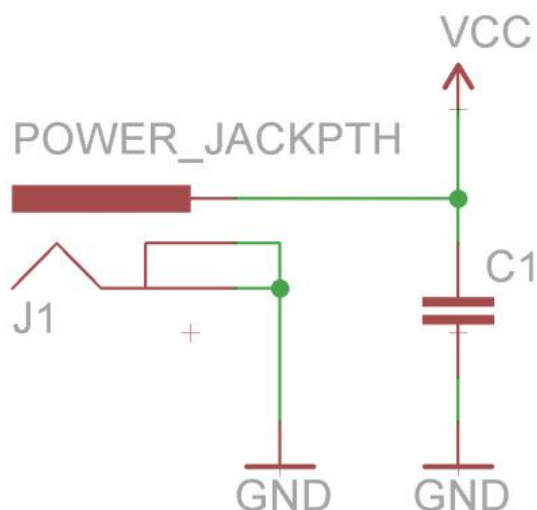 VCC
POWER_JACKPTH
C1
J1
GND
GND